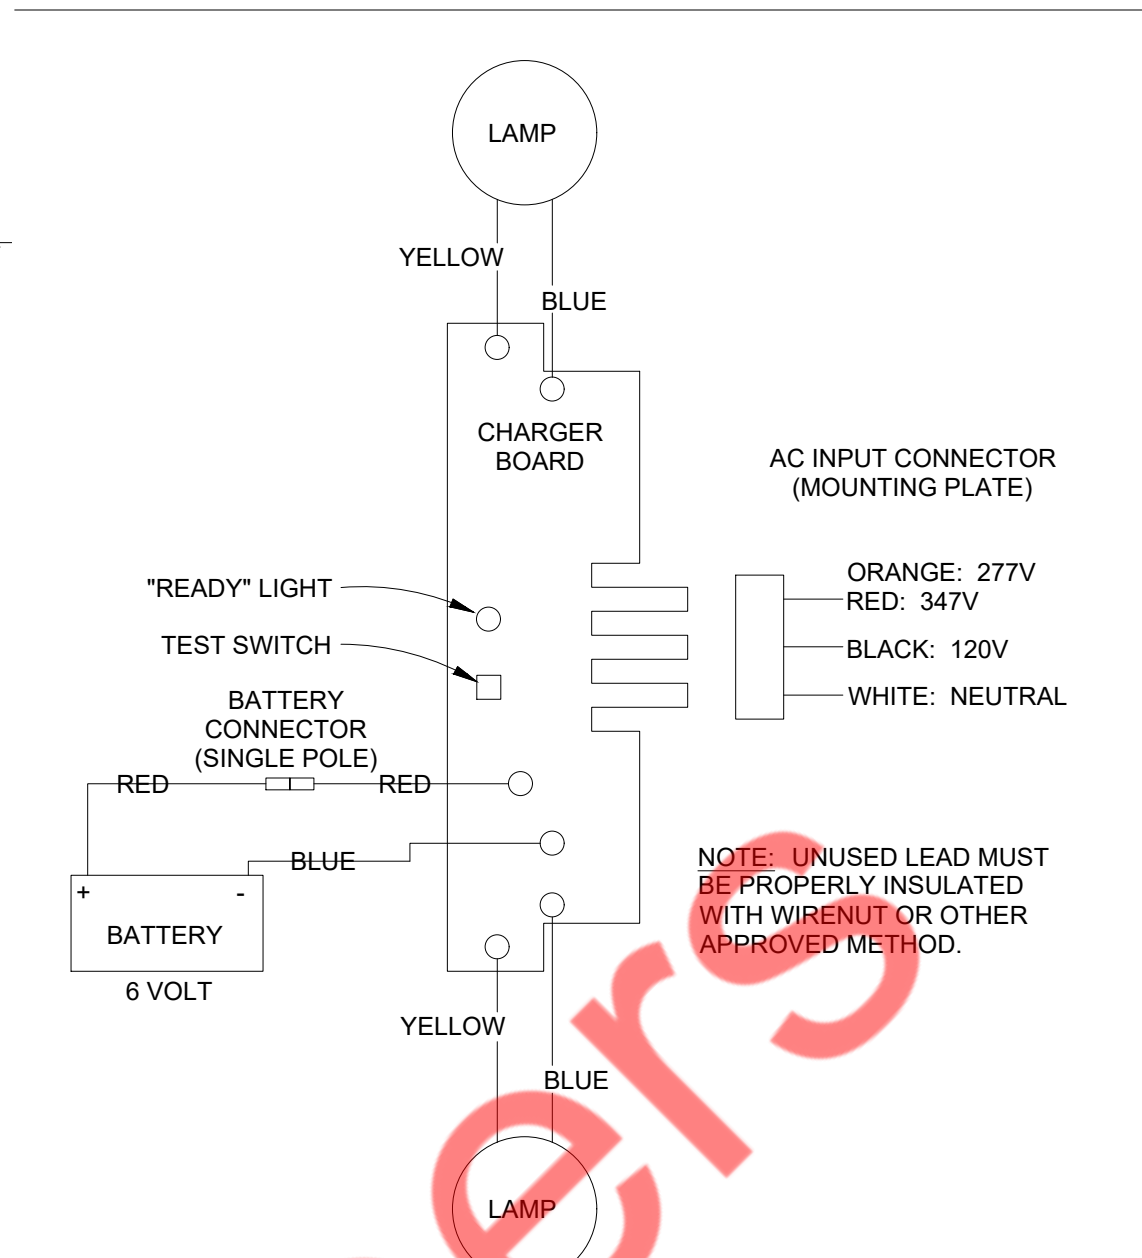 LAMP
YELLOW
BLUE
CHARGER
BOARD
AC INPUT CONNECTOR
(MOUNTING PLATE)
"READY" LIGHT
TEST SWITCH
ORANGE: 277V
RED: 347V
BLACK: 120V
WHITE: NEUTRAL
BATTERY
CONNECTOR
(SINGLE POLE)
RED
RED
BLUE
+ -
BATTERY
6 VOLT
NOTE: UNUSED LEAD MUST
BE PROPERLY INSULATED
WITH WIRENUT OR OTHER
APPROVED METHOD.
YELLOW
BLUE
LAMP
ers